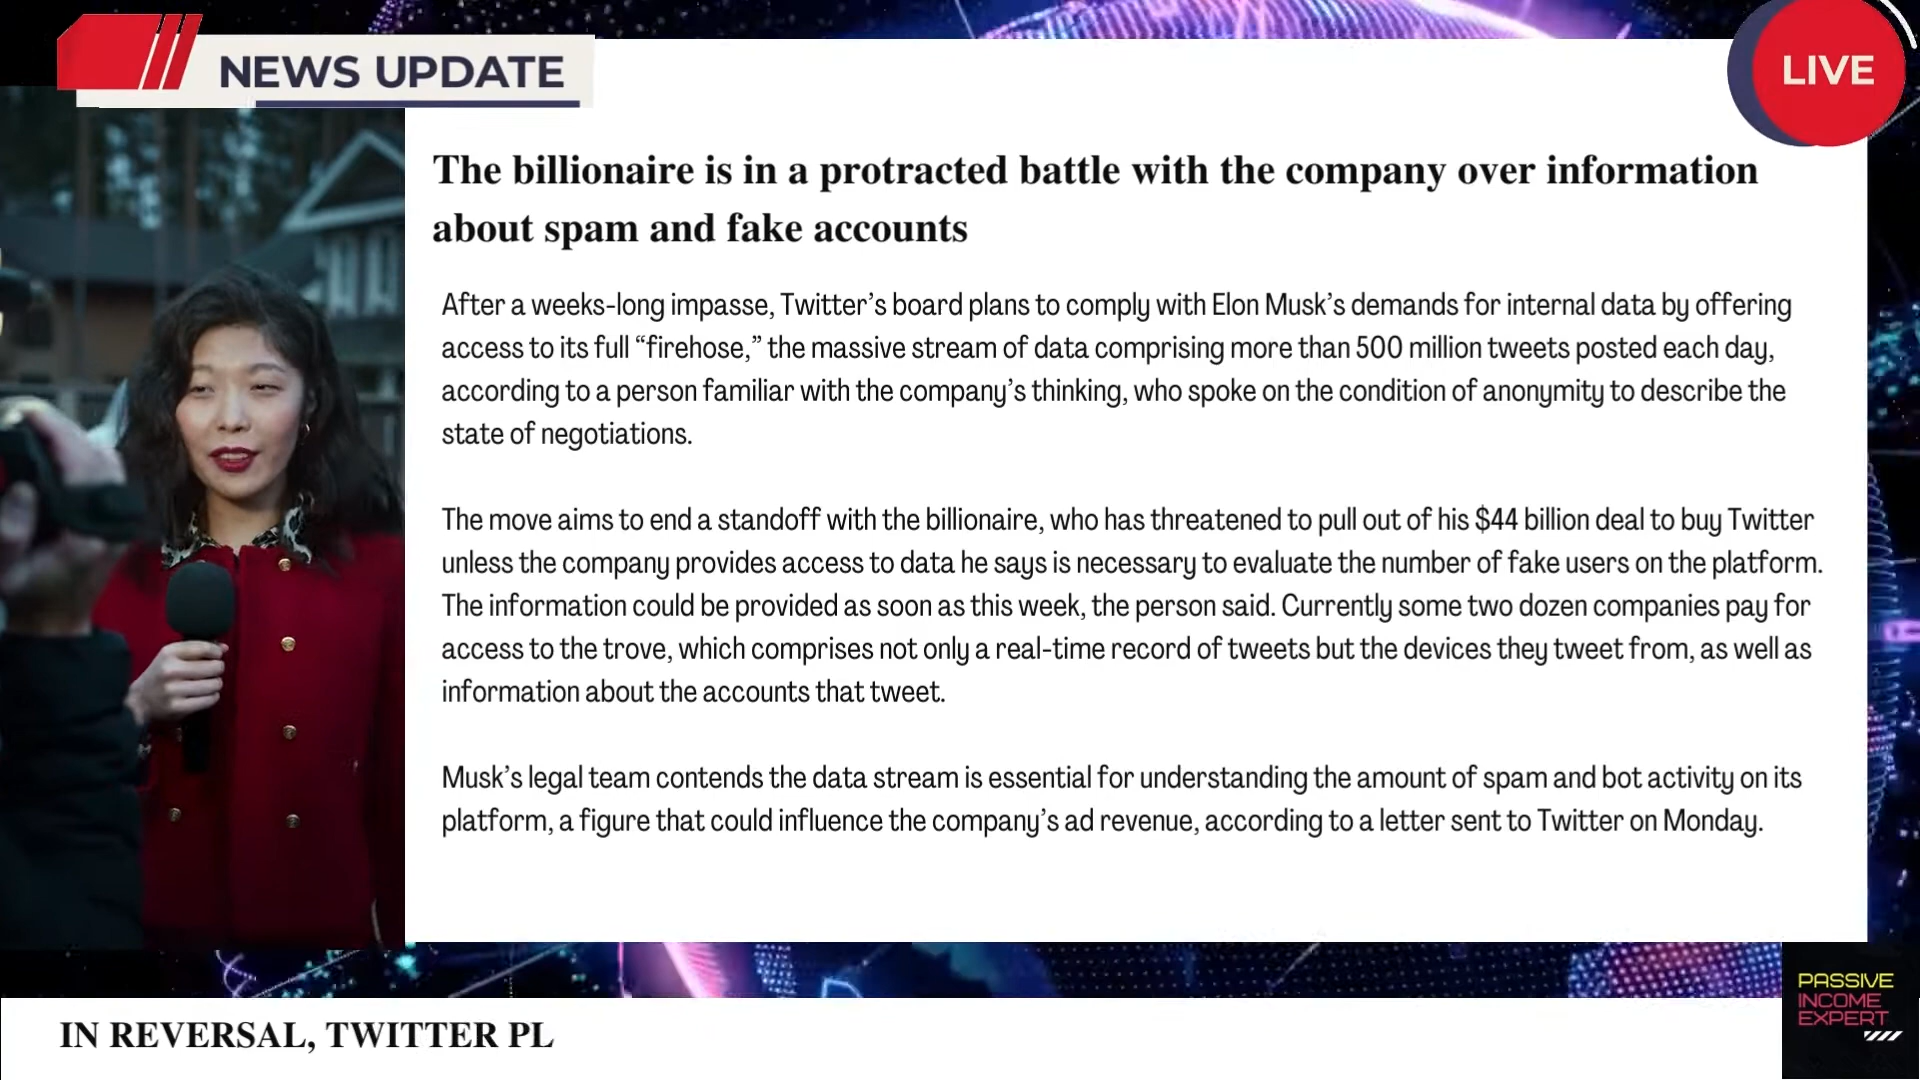 NEWS UPDATE
LIVE
The billionaire is in a protracted battle with the company over information
about spam and fake accounts
After a weeks-long impasse, Twitter’s board plans to comply with Elon Musk’s demands for internal data by offering
access to its full “firehose,” the massive stream of data comprising more than 500 million tweets posted each day,
according to a person familiar with the company’s thinking, who spoke on the condition of anonymity to describe the
state of negotiations.
The move aims to end a standoff with the billionaire, who has threatened to pull out of his $44 billion deal to buy Twitter
unless the company provides access to data he says is necessary to evaluate the number of fake users on the platform.
The information could be provided as soon as this week, the person said. Currently some two dozen companies pay for
access to the trove, which comprises not only a real-time record of tweets but the devices they tweet from, as well as
information about the accounts that tweet.
Musk’s legal team contends the data stream is essential for understanding the amount of spam and bot activity on its
platform, a figure that could influence the company’s ad revenue, according to a letter sent to Twitter on Monday.
PASSIVE
INCOME
EXPERT
IN REVERSAL, TWITTER PL